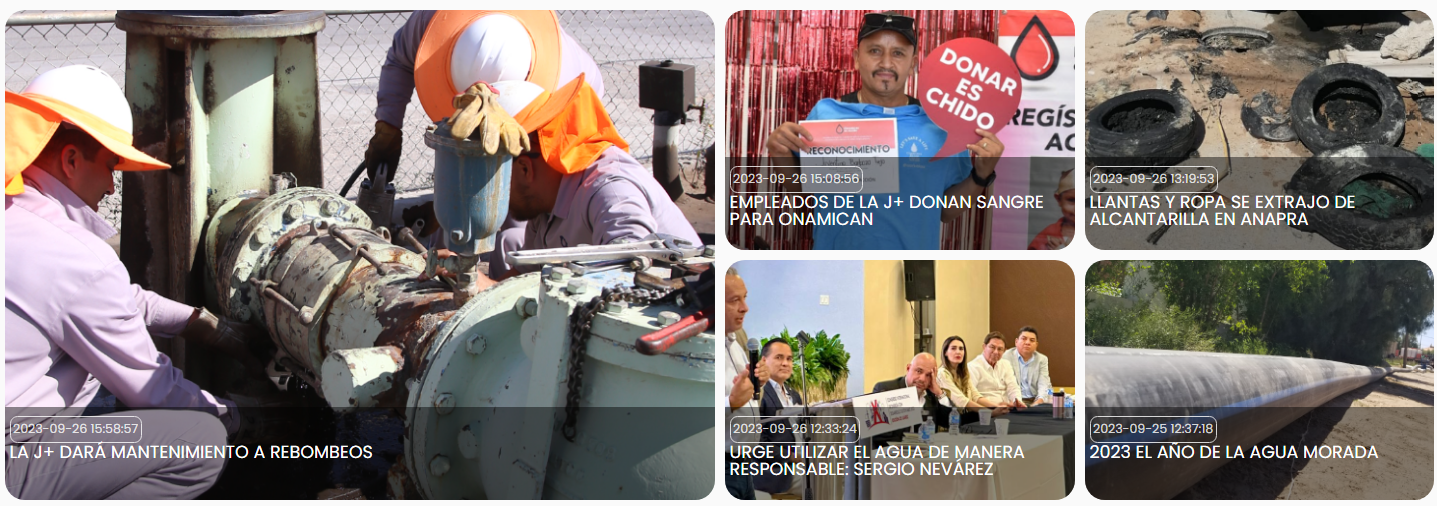 2023-09-26 15:58:57
LA J+ DARÁ MANTENIMIENTO A REBOMBEOS
DONAR
ES
CHIDO
REGÍS
RECONOCIMIENTO
2023-09-26 15:08:56
EMPLEADOS DE LA J+ DONAN SANGRE
PARA ONAMICAN
2023-09-26 13:19:53
LLANTAS Y ROPA SE EXTRAJO DE
ALCANTARILLA EN ANAPRA
2023-09-26 12:33:24
URGE UTILIZAR EL AGUA DE MANERA
RESPONSABLE: SERGIO NEVÁREZ
2023-09-25 12:37:18
2023 EL AÑO DE LA AGUA MORADA